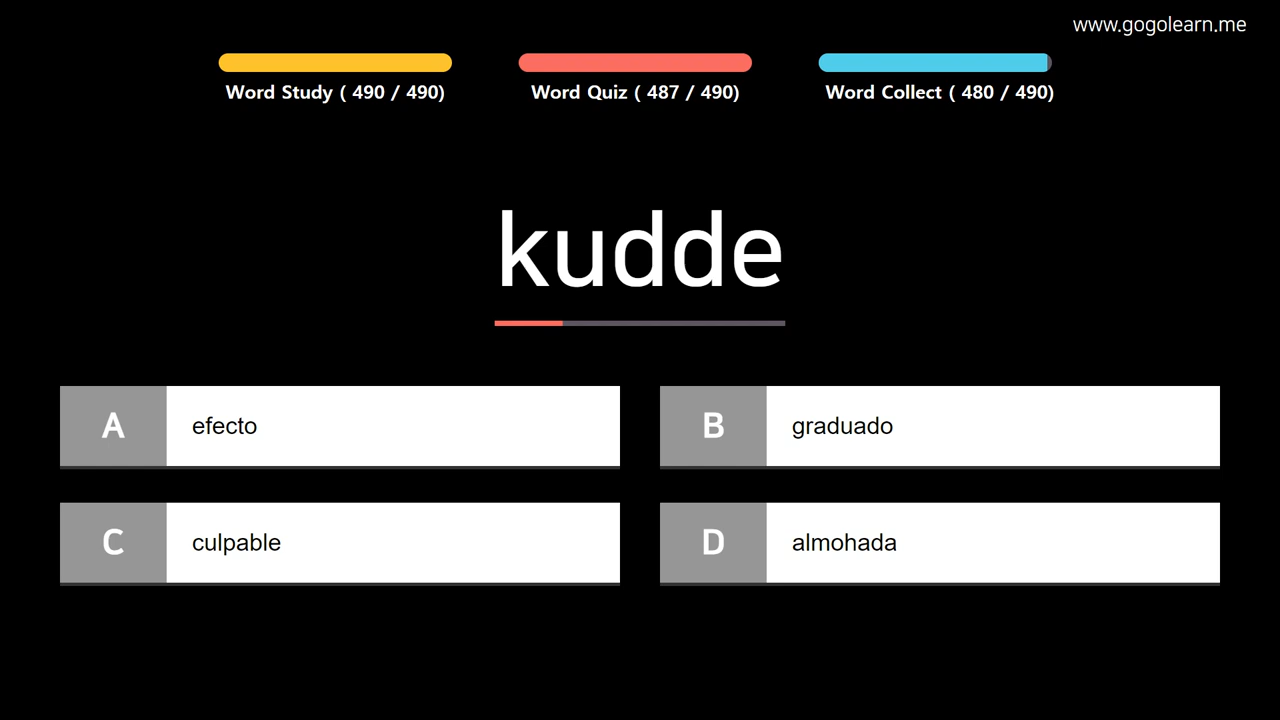 www.gogolearn.me
Word Study ( 490 / 490)
Word Quiz ( 487 / 490)
Word Collect ( 480 / 490)
kudde
A
efecto
B
graduado
C
culpable
D
almohada